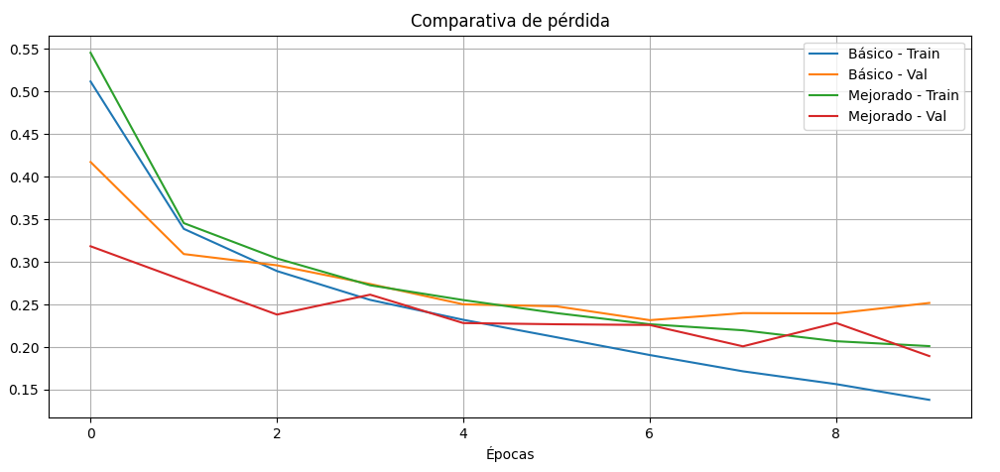 Comparativa de pérdida
0.55
0.50
0.45
0.40
0.35
0.30
0.25
0.20
0.15
Básico - Train
Básico - Val
Mejorado - Train
Mejorado - Val
0 2 4 6 8
Épocas